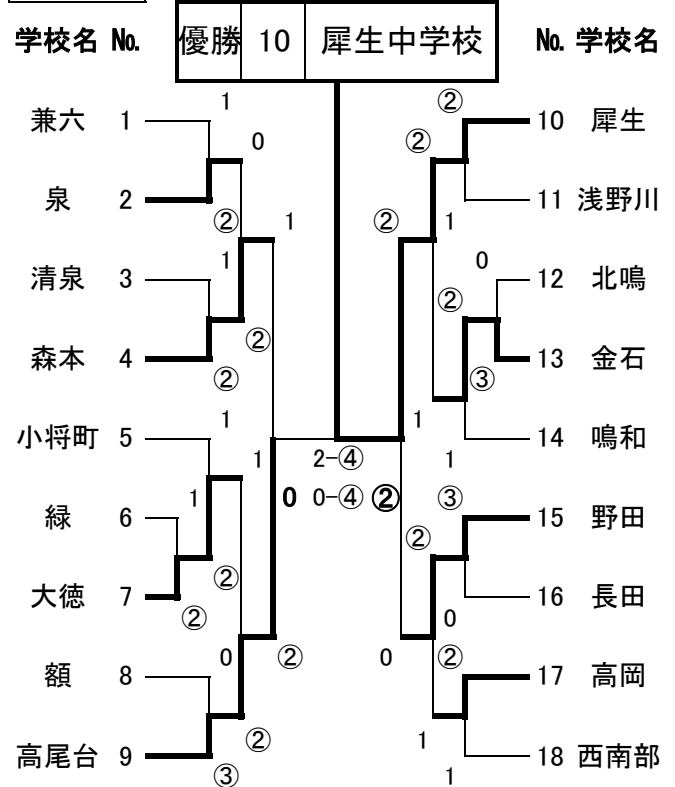 優勝 10 犀生中学校
学校名 No. No. 学校名
1 ②
兼六 1 10 犀生
0 ②
泉 2 11 浅野川
② 1 ② 1
1 0
清泉 3 12 北鳴
②
② 森本 4 13 金石
② ③
1 1
小将町 5 14 鳴和
1 2-④ 1
1 0 0-④ ② ③
緑 6 15 野田
② ②
大徳 7 16 長田
② 0
0 ② 0 ②
額 8 17 高岡
② 1
高尾台 9 18 西南部
③ 1